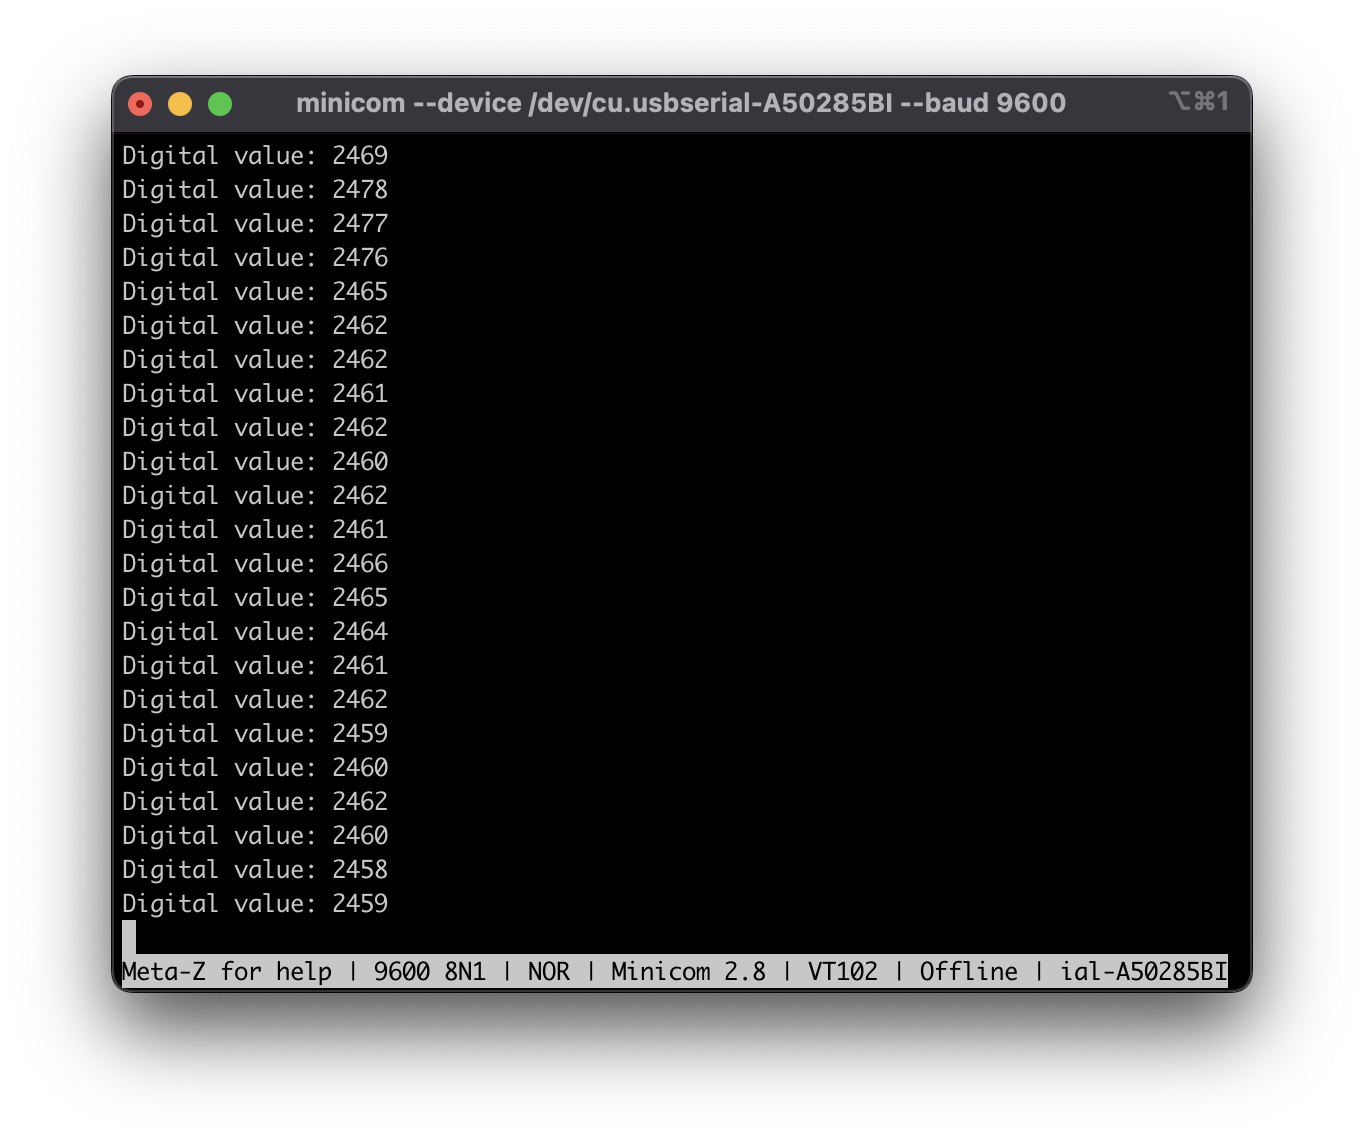 minicom --device /dev/cu.usbserial-A50285BI --baud 9600 ⌥⌘1
Digital value: 2469
Digital value: 2478
Digital value: 2477
Digital value: 2476
Digital value: 2465
Digital value: 2462
Digital value: 2462
Digital value: 2461
Digital value: 2462
Digital value: 2460
Digital value: 2462
Digital value: 2461
Digital value: 2466
Digital value: 2465
Digital value: 2464
Digital value: 2461
Digital value: 2462
Digital value: 2459
Digital value: 2460
Digital value: 2462
Digital value: 2460
Digital value: 2458
Digital value: 2459
Meta-Z for help | 9600 8N1 | NOR | Minicom 2.8 | VT102 | Offline | ial-A50285BI